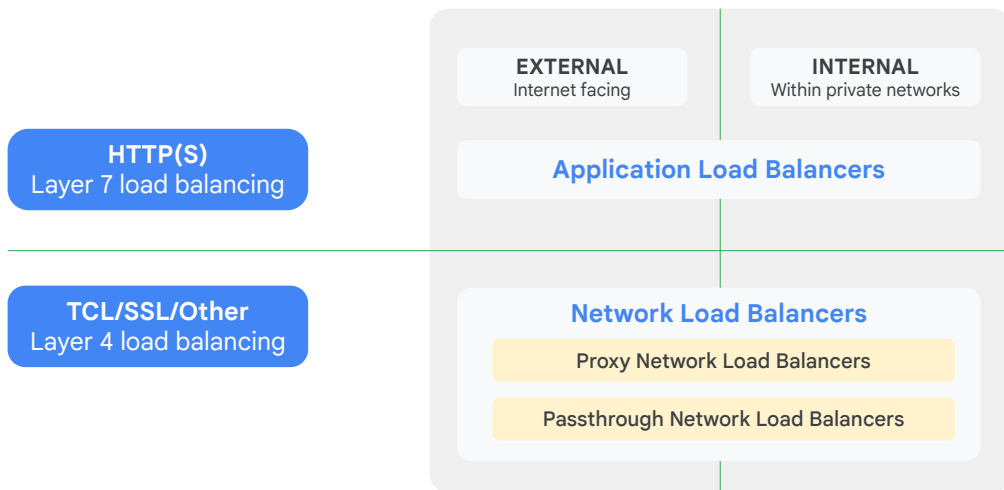 EXTERNAL
Internet facing
INTERNAL
Within private networks
HTTP(S)
Layer 7 load balancing
Application Load Balancers
TCL/SSL/Other
Layer 4 load balancing
Network Load Balancers
Proxy Network Load Balancers
Passthrough Network Load Balancers